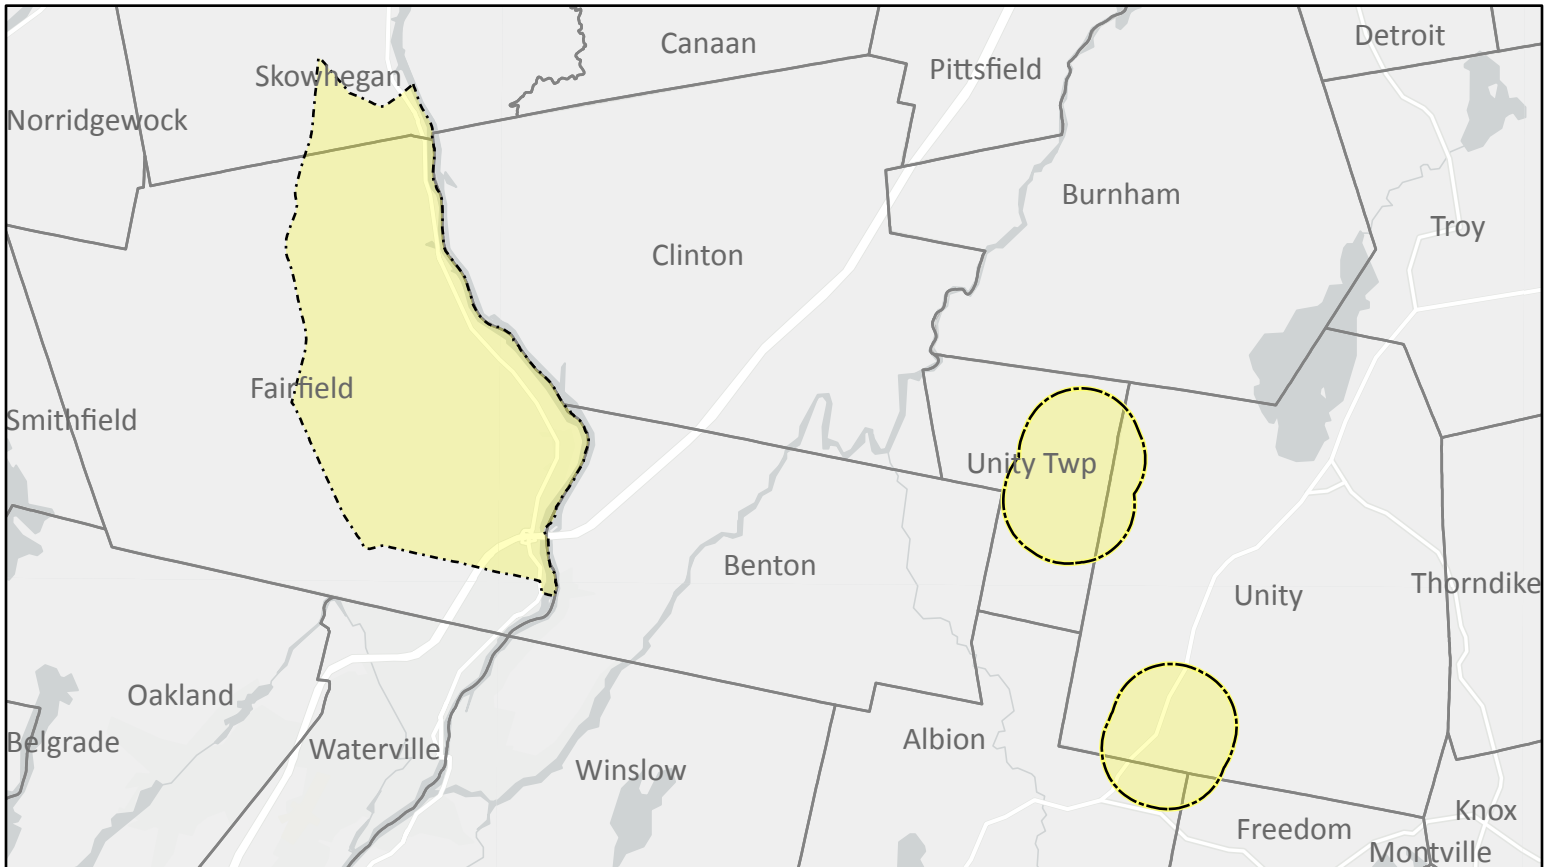 Detroit
Canaan
Pittsfield
Skowhegan
Norridgewock
Burnham
Troy
Clinton
Fairfield
Smithfield
Unity Twp
Benton
Thorndike
Unity
Oakland
Albion
Belgrade
Waterville
Winslow
Knox
Freedom
Montville